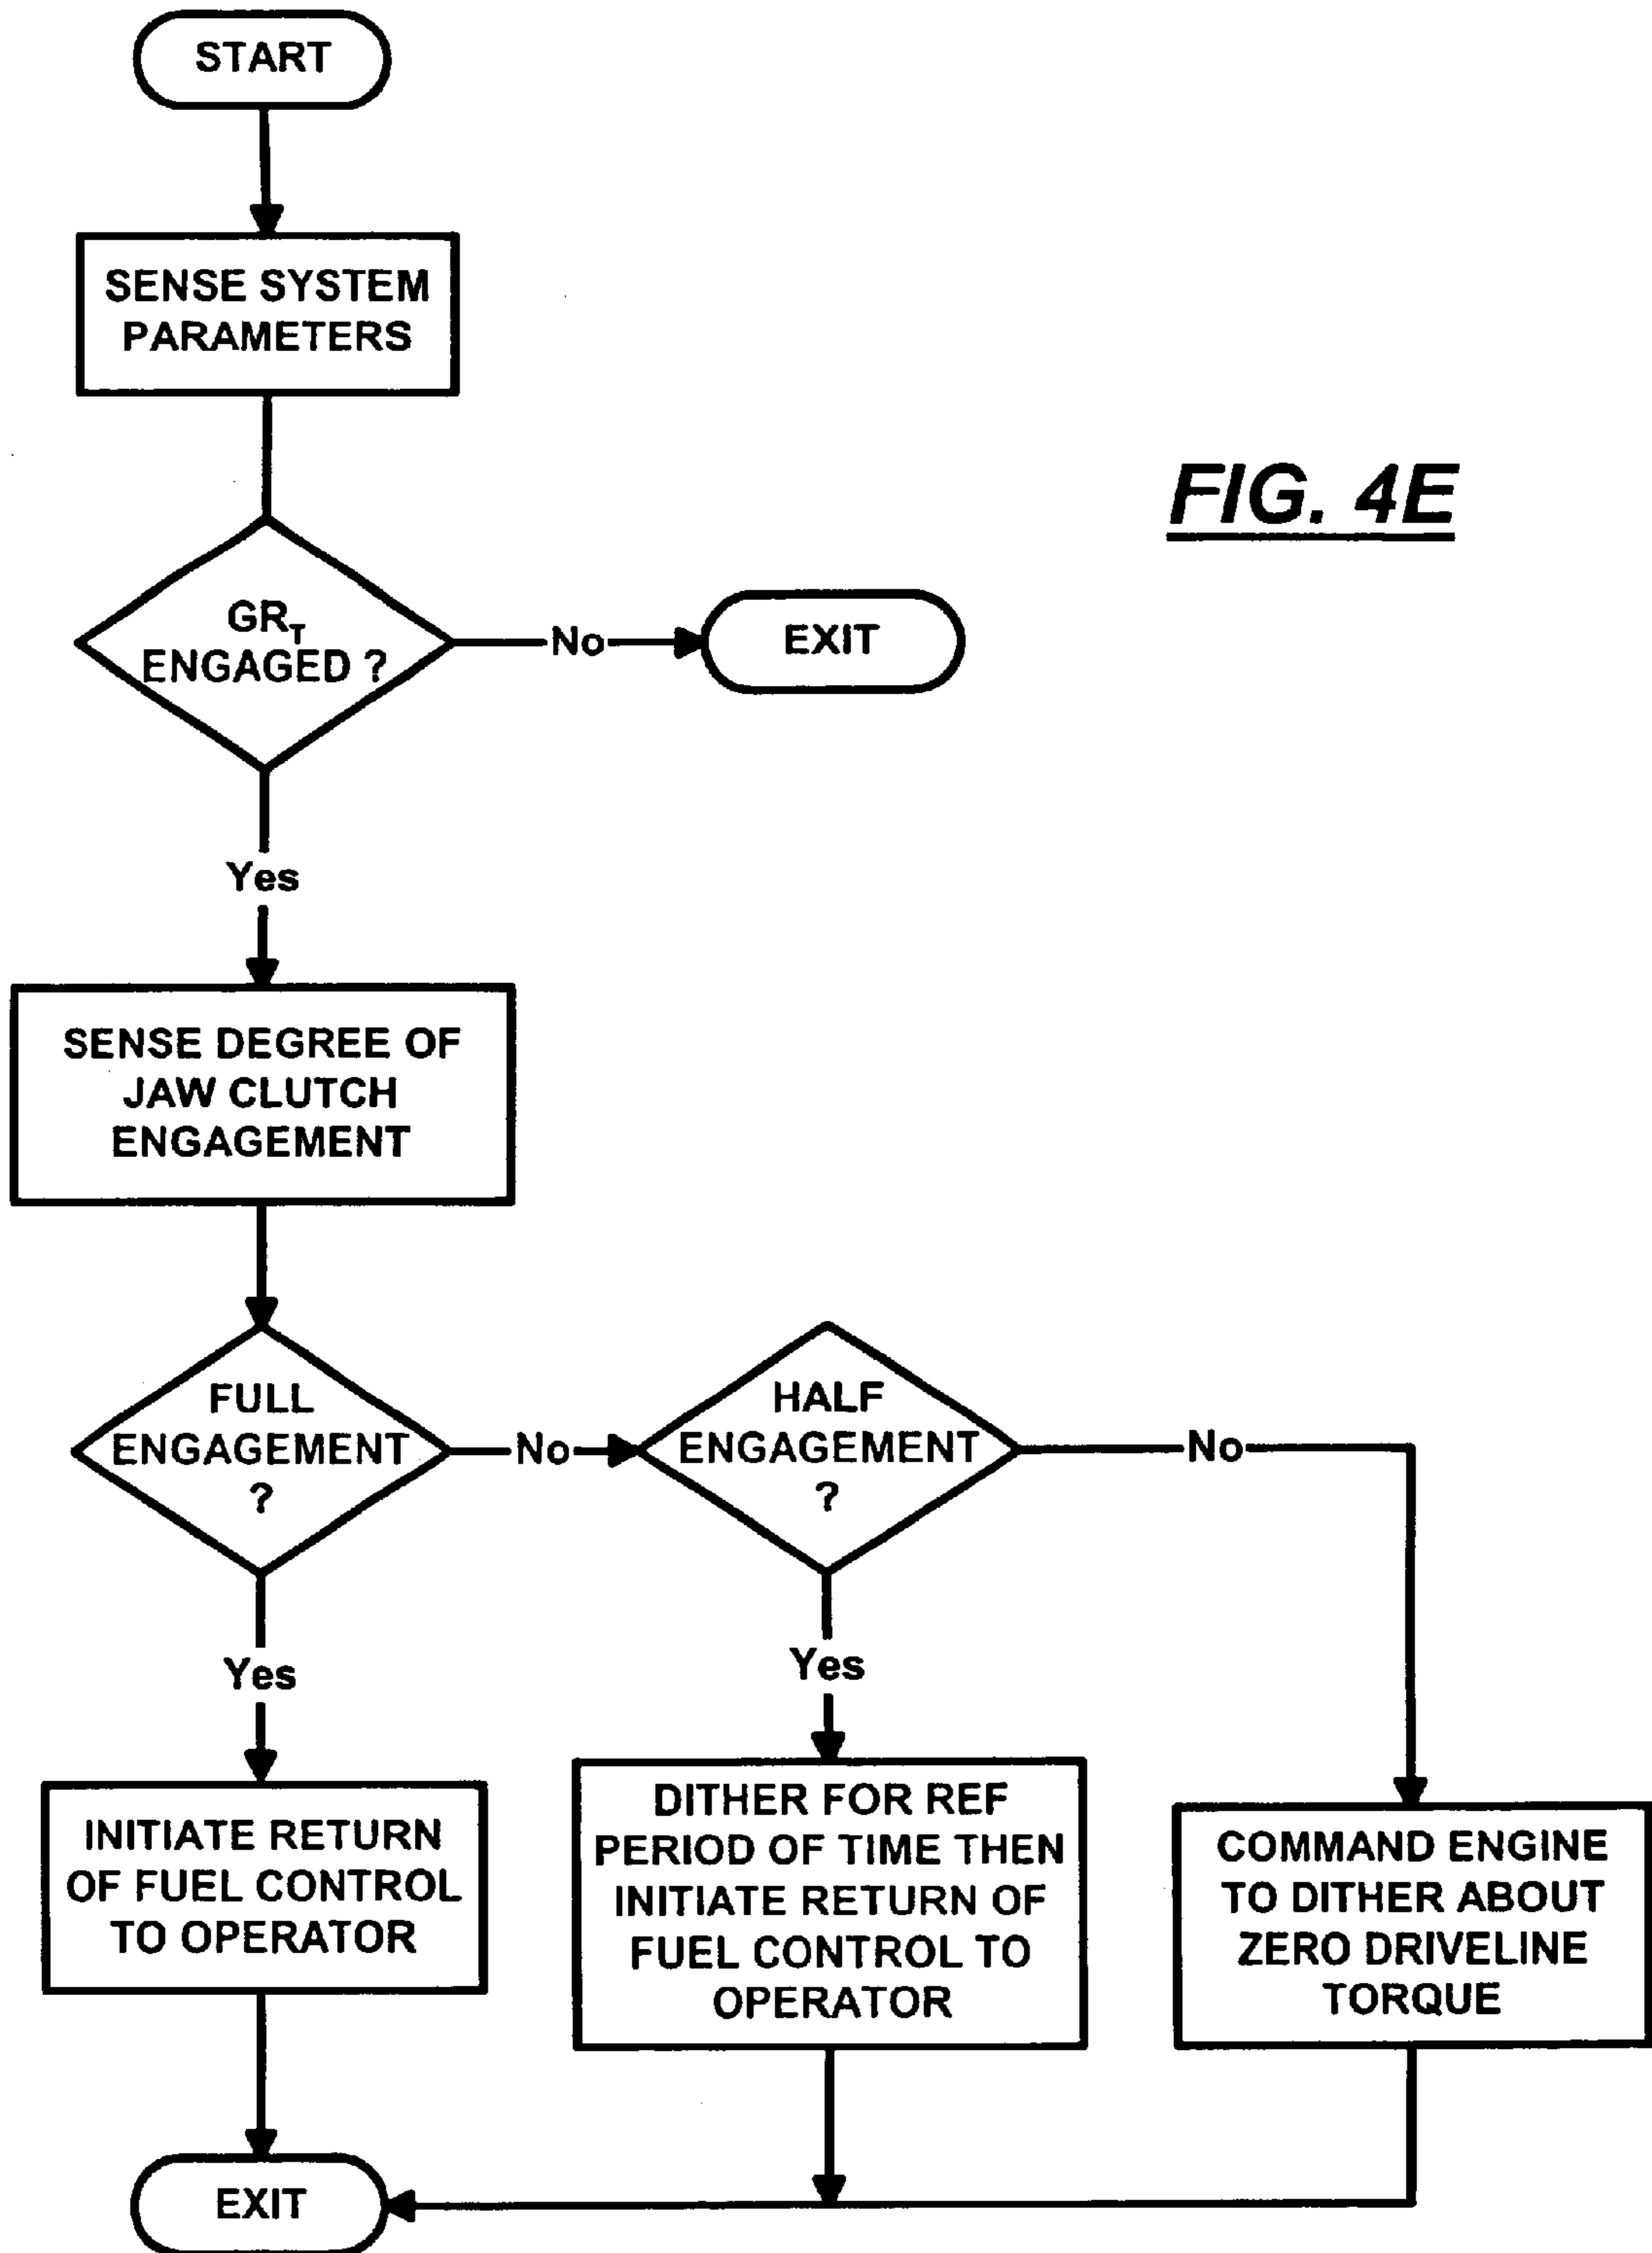 START
SENSE SYSTEM
PARAMETERS
FIG. 4E
GR_T
ENGAGED ?
No
EXIT
Yes
SENSE DEGREE OF
JAW CLUTCH
ENGAGEMENT
FULL
ENGAGEMENT
?
No
HALF
ENGAGEMENT
?
No
Yes
Yes
INITIATE RETURN
OF FUEL CONTROL
TO OPERATOR
DITHER FOR REF
PERIOD OF TIME THEN
INITIATE RETURN OF
FUEL CONTROL TO
OPERATOR
COMMAND ENGINE
TO DITHER ABOUT
ZERO DRIVELINE
TORQUE
EXIT